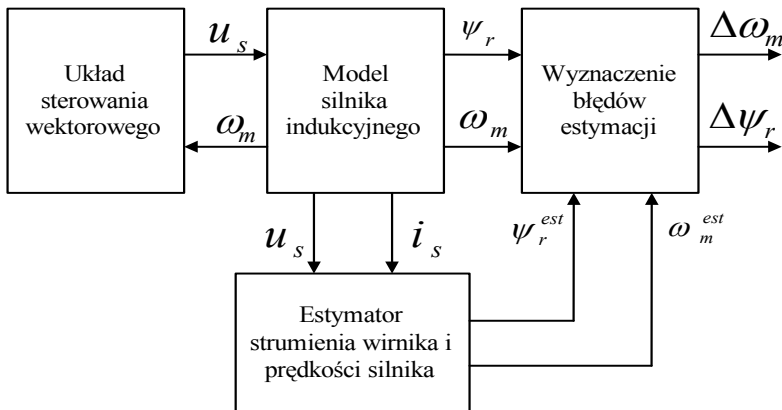 Układ
sterowania
wektorowego
u_s
ω_m
Model
silnika
indukcyjnego
ψ_r
ω_m
Wyznaczenie
błędów
estymacji
Δω_m
Δψ_r
u_s
i_s
ψ_r^est
ω_m^est
Estymator
strumienia wirnika i
prędkości silnika